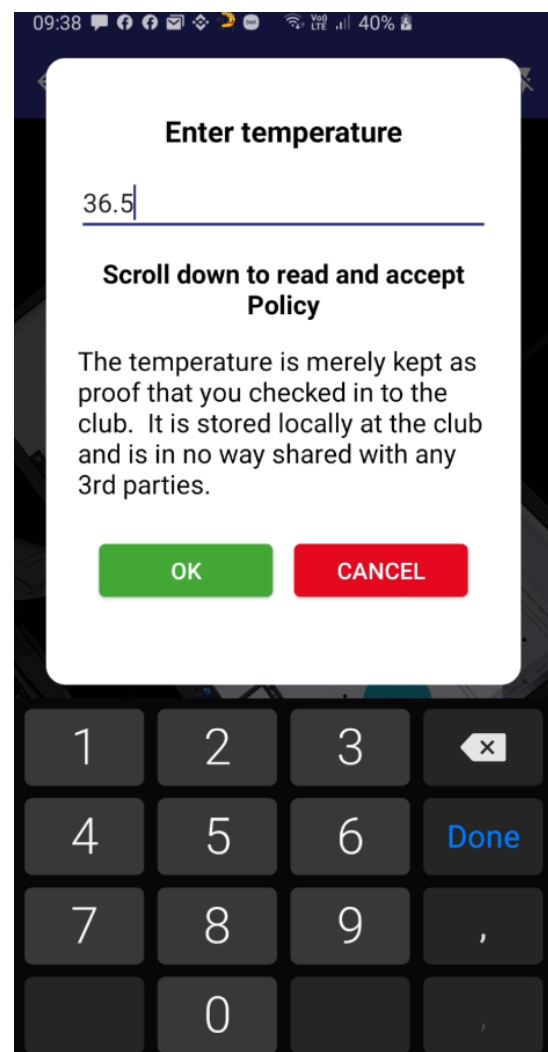 09:38 40%
Vo)) LTE
Enter temperature
36.5
Scroll down to read and accept
Policy
The temperature is merely kept as
proof that you checked in to the
club. It is stored locally at the club
and is in no way shared with any
3rd parties.
OK CANCEL
1 2 3
4 5 6 Done
7 8 9 ,
0 ,